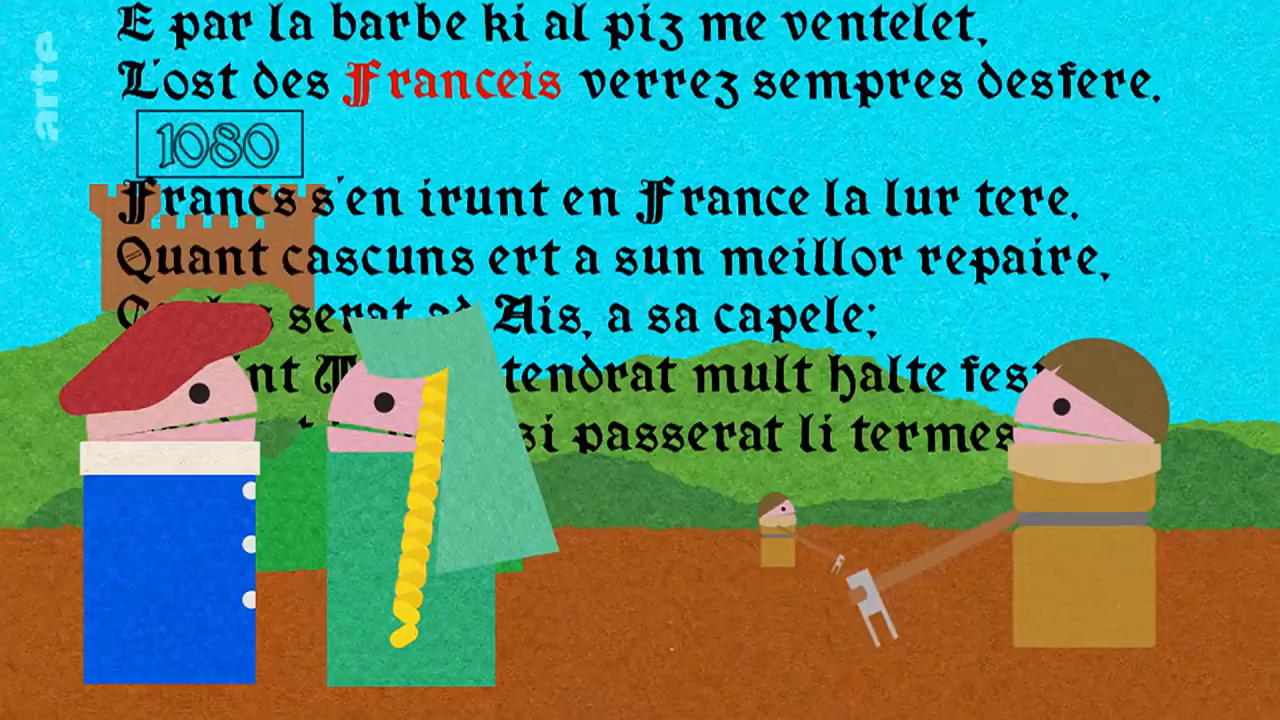 arte
E par la barbe ki al piz me ventelet,
L'ost des Franceis verrez sempres desfere.
1080
Francs s'en irunt en France la lur tere.
Quant cascuns ert a sun meillor repaire,
serat ad Ais, a sa capele;
tendrat mult halte
si passerat li termes